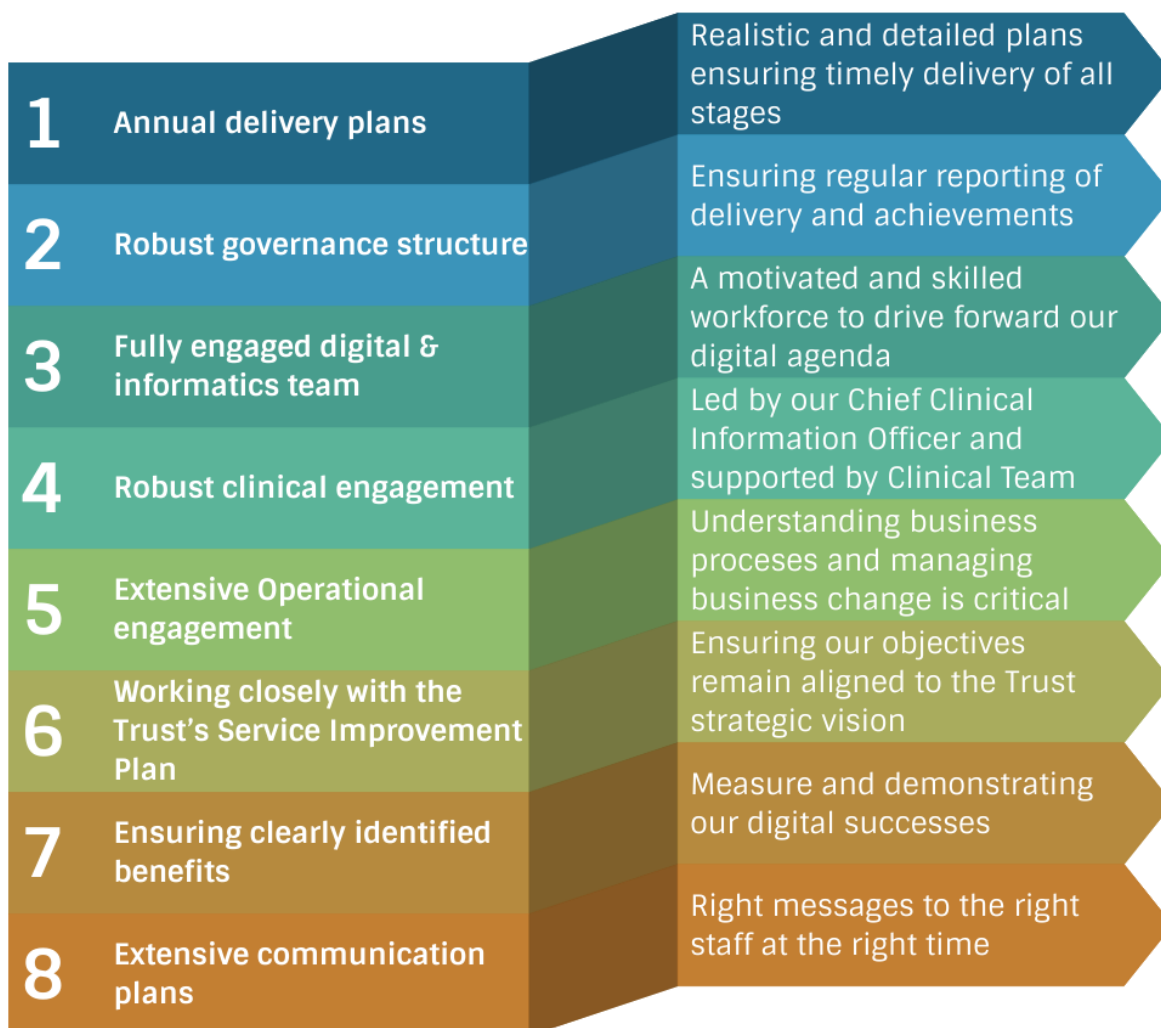 1
Annual delivery plans
Realistic and detailed plans
ensuring timely delivery of all
stages
2
Robust governance structure
Ensuring regular reporting of
delivery and achievements
3
Fully engaged digital &
informatics team
A motivated and skilled
workforce to drive forward our
digital agenda
4
Robust clinical engagement
Led by our Chief Clinical
Information Officer and
supported by Clinical Team
5
Extensive Operational
engagement
Understanding business
proceses and managing
business change is critical
6
Working closely with the
Trust’s Service Improvement
Plan
Ensuring our objectives
remain aligned to the Trust
strategic vision
7
Ensuring clearly identified
benefits
Measure and demonstrating
our digital successes
8
Extensive communication
plans
Right messages to the right
staff at the right time